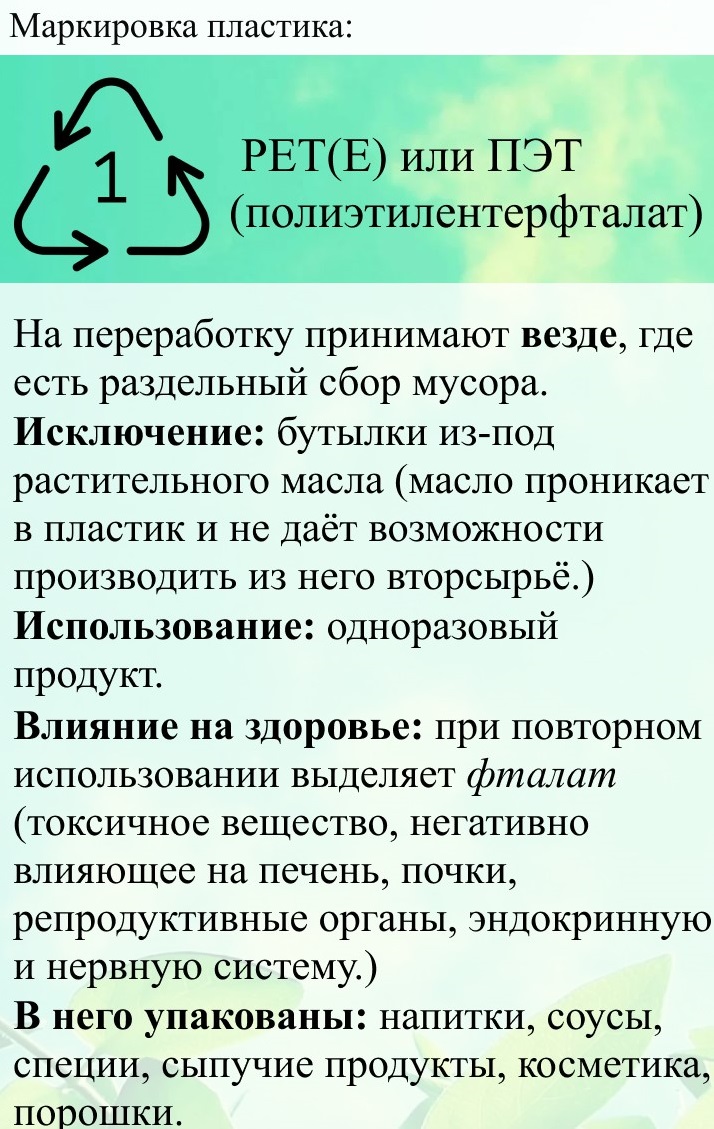 Маркировка пластика:
1
PET(E) или ПЭТ
(полиэтилентерфталат)
На переработку принимают везде, где
есть раздельный сбор мусора.
Исключение: бутылки из-под
растительного масла (масло проникает
в пластик и не даёт возможности
производить из него вторсырьё.)
Использование: одноразовый
продукт.
Влияние на здоровье: при повторном
использовании выделяет фталат
(токсичное вещество, негативно
влияющее на печень, почки,
репродуктивные органы, эндокринную
и нервную систему.)
В него упакованы: напитки, соусы,
специи, сыпучие продукты, косметика,
порошки.